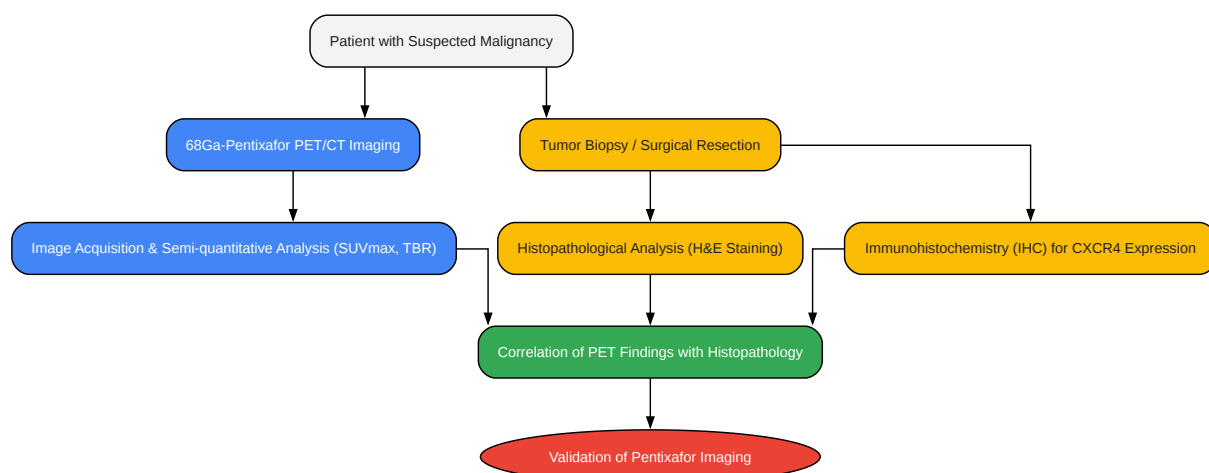 Patient with Suspected Malignancy
68Ga-Pentixafor PET/CT Imaging
Tumor Biopsy / Surgical Resection
Image Acquisition & Semi-quantitative Analysis (SUVmax, TBR)
Histopathological Analysis (H&E Staining)
Immunohistochemistry (IHC) for CXCR4 Expression
Correlation of PET Findings with Histopathology
Validation of Pentixafor Imaging